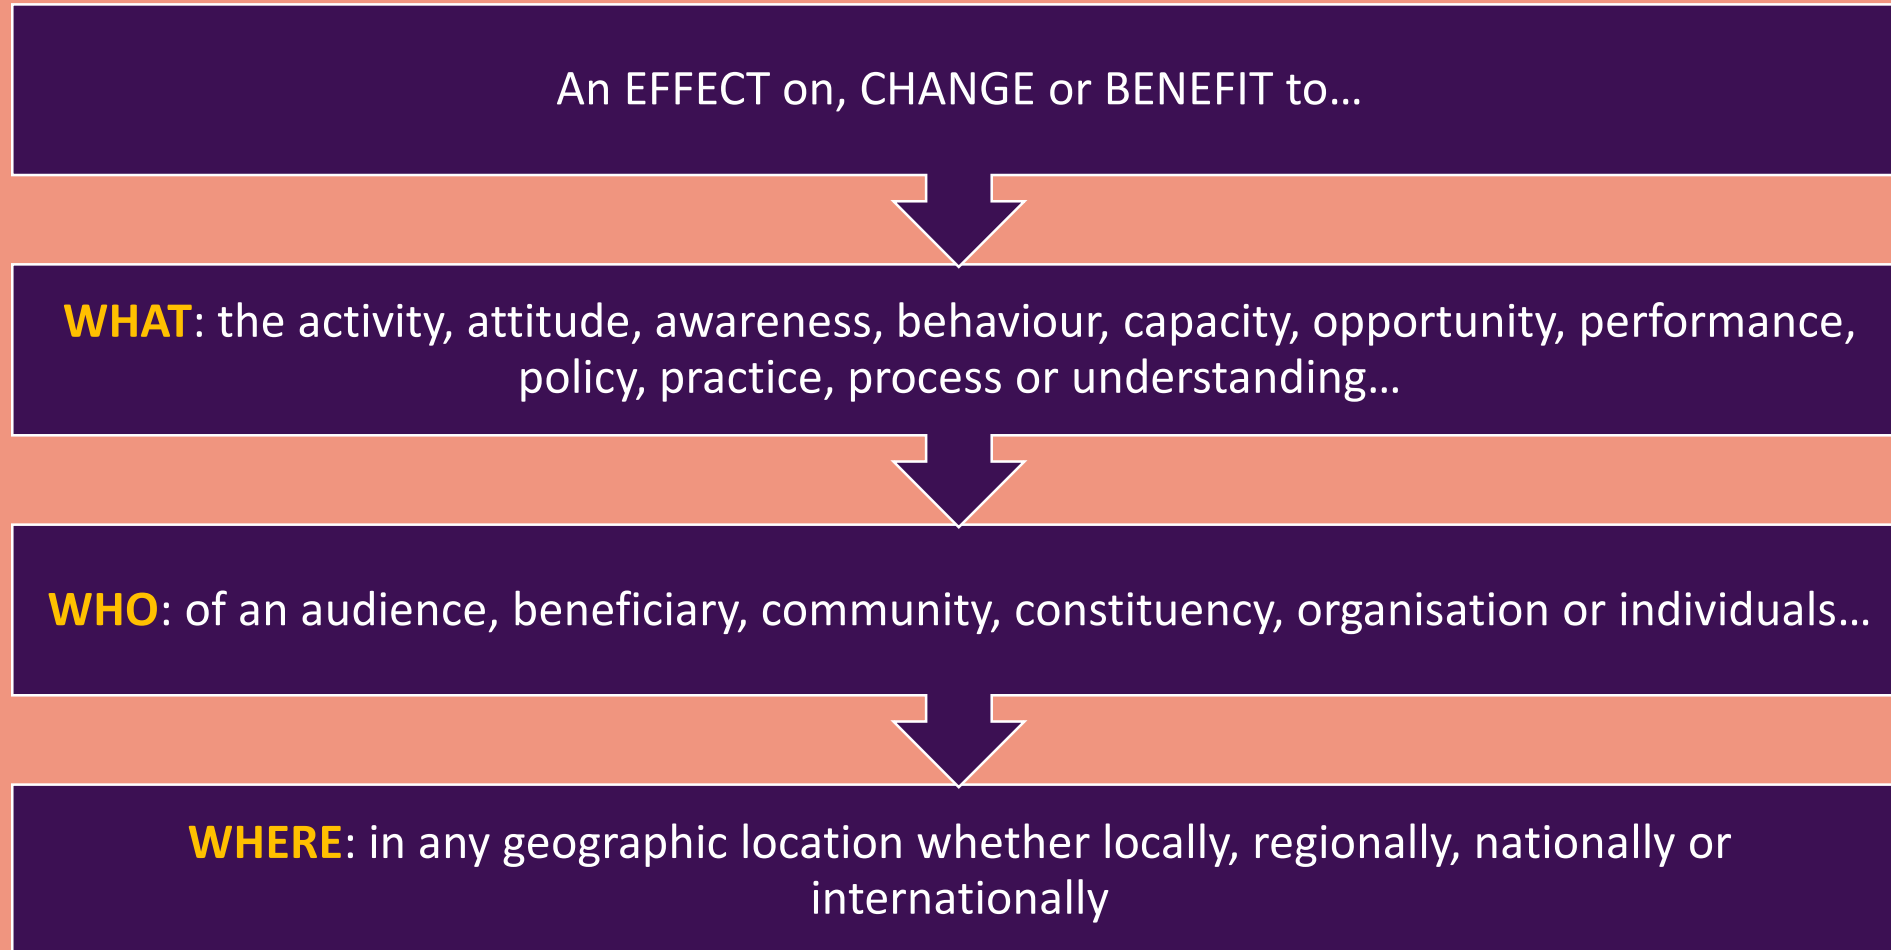 An EFFECT on, CHANGE or BENEFIT to…
WHAT: the activity, attitude, awareness, behaviour, capacity, opportunity, performance,
policy, practice, process or understanding…
WHO: of an audience, beneficiary, community, constituency, organisation or individuals…
WHERE: in any geographic location whether locally, regionally, nationally or
internationally